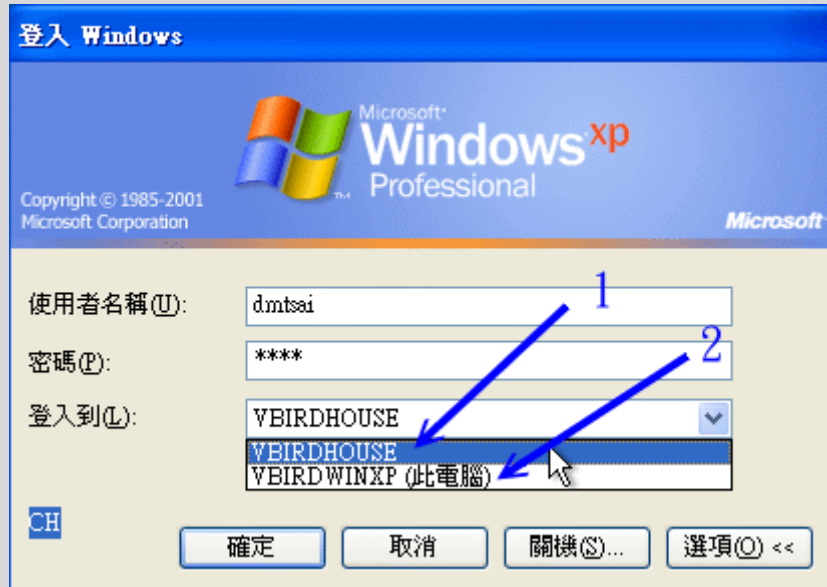 登入 Windows
Microsoft®
Windows xp
Professional
Copyright © 1985-2001
Microsoft Corporation
Microsoft
使用者名稱(U): dmtsai
1
密碼(P): ****
2
登入到(L): VBIRDHOUSE
VBIRDHOUSE
VBIRDWINXP (此電腦)
CH
確定 取消 關機(S)... 選項(O) <<